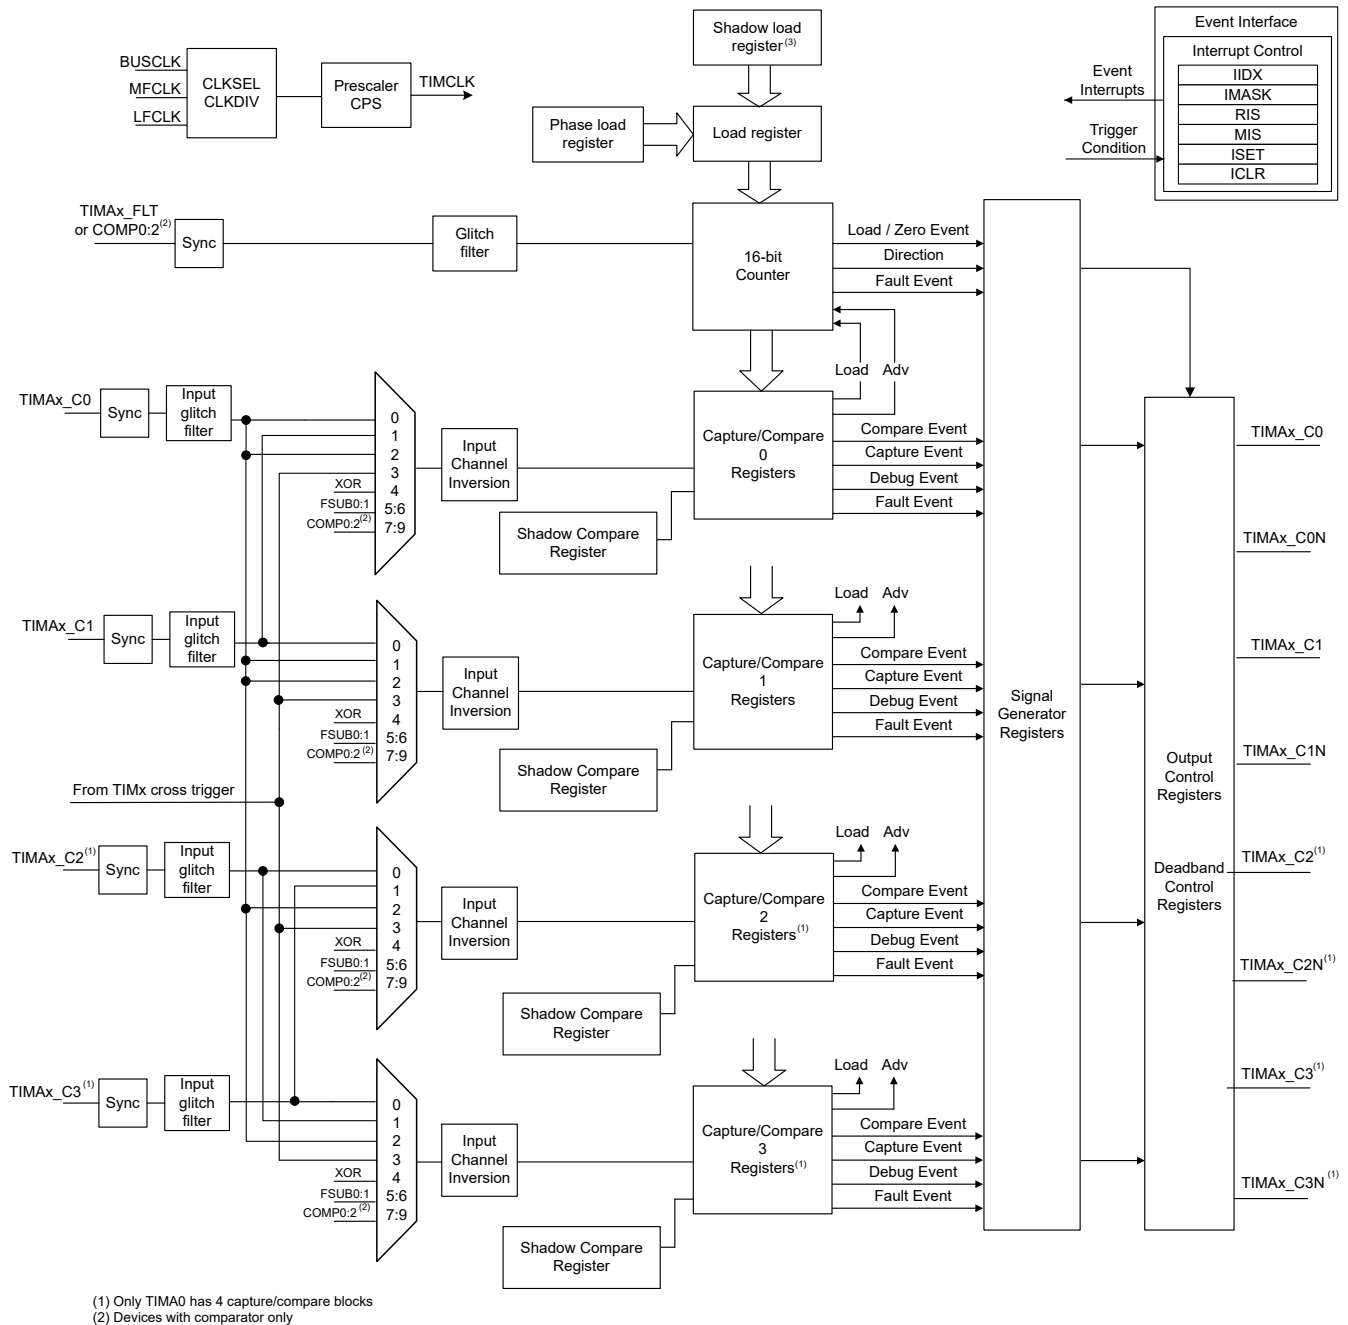 Shadow load
register(3)
Event Interface
Interrupt Control
IIDX
IMASK
RIS
MIS
ISET
ICLR
Event
Interrupts
Trigger
Condition
BUSCLK
MFCLK
LFCLK
CLKSEL
CLKDIV
Prescaler
CPS
TIMCLK
Phase load
register
Load register
TIMAx_FLT
or COMP0:2(2)
Sync
Glitch
filter
16-bit
Counter
Load / Zero Event
Direction
Fault Event
Load
Adv
TIMAx_C0
Sync
Input
glitch
filter
0
1
2
3
XOR
4
FSUB0:1
5:6
COMP0:2(2)
7:9
Input
Channel
Inversion
Shadow Compare
Register
Capture/Compare
0
Registers
Compare Event
Capture Event
Debug Event
Fault Event
TIMAx_C1
Sync
Input
glitch
filter
0
1
2
3
XOR
4
FSUB0:1
5:6
COMP0:2(2)
7:9
Input
Channel
Inversion
Shadow Compare
Register
Capture/Compare
1
Registers
Load
Adv
Compare Event
Capture Event
Debug Event
Fault Event
From TIMx cross trigger
TIMAx_C2(1)
Sync
Input
glitch
filter
0
1
2
3
XOR
4
FSUB0:1
5:6
COMP0:2(2)
7:9
Input
Channel
Inversion
Shadow Compare
Register
Capture/Compare
2
Registers(1)
Load
Adv
Compare Event
Capture Event
Debug Event
Fault Event
TIMAx_C3(1)
Sync
Input
glitch
filter
0
1
2
3
XOR
4
FSUB0:1
5:6
COMP0:2(2)
7:9
Input
Channel
Inversion
Shadow Compare
Register
Capture/Compare
3
Registers(1)
Load
Adv
Compare Event
Capture Event
Debug Event
Fault Event
Signal
Generator
Registers
Output
Control
Registers
Deadband
Control
Registers
TIMAx_C0
TIMAx_C0N
TIMAx_C1
TIMAx_C1N
TIMAx_C2(1)
TIMAx_C2N(1)
TIMAx_C3(1)
TIMAx_C3N(1)
(1) Only TIMA0 has 4 capture/compare blocks
(2) Devices with comparator only